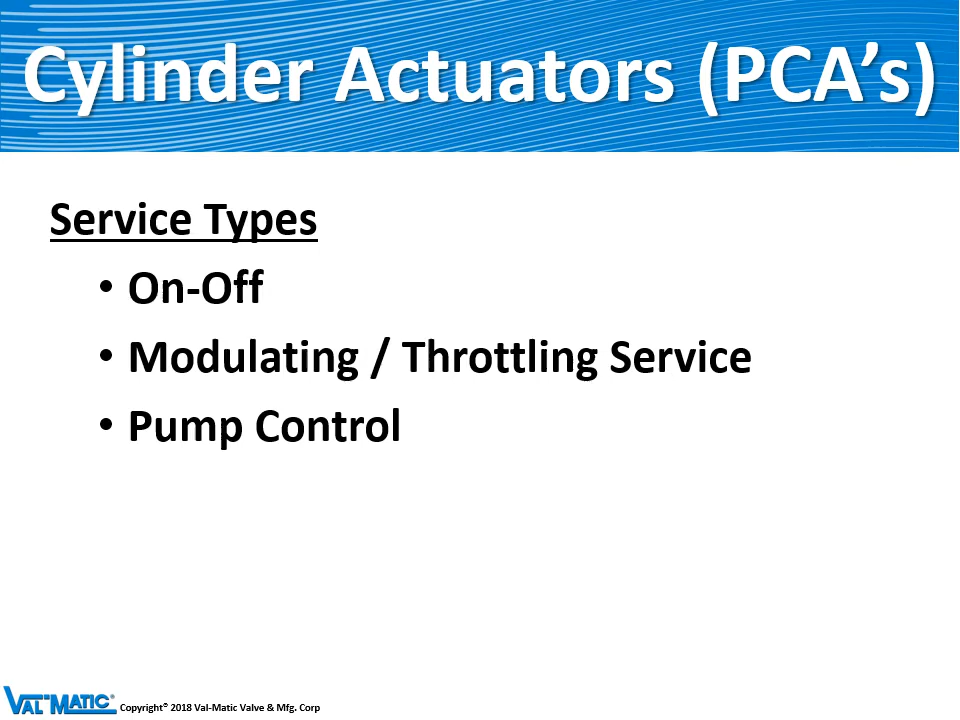 Cylinder Actuators (PCA’s)
Service Types
• On-Off
• Modulating / Throttling Service
• Pump Control
VAL-MATIC® Copyright© 2018 Val-Matic Valve & Mfg. Corp